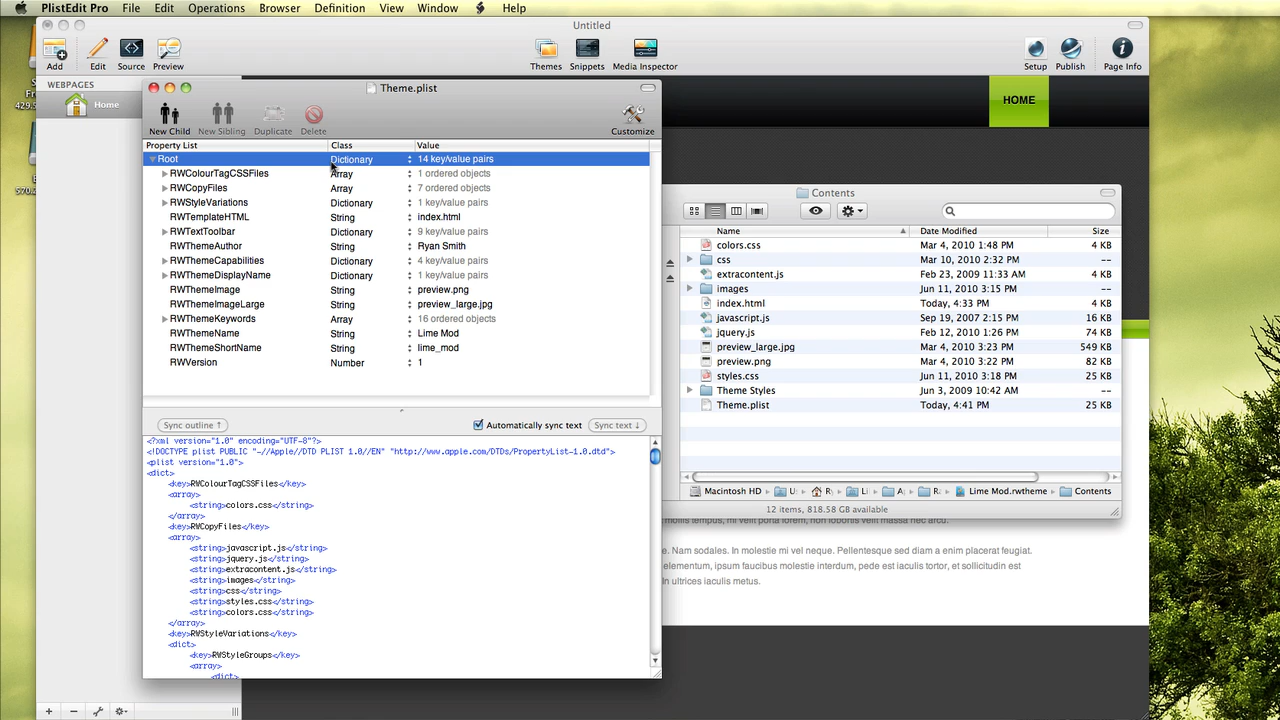 PlistEdit Pro File Edit Operations Browser Definition View Window Help
Untitled
Add Edit Source Preview Themes Snippets Media Inspector Setup Publish Page Info
WEBPAGES
Home
HOME
Theme.plist
New Child New Sibling Duplicate Delete Customize
Property List Class Value
Root Dictionary 14 key/value pairs
RWColourTagCSSFiles Array 1 ordered objects
RWCopyFiles Array 7 ordered objects
RWStyleVariations Dictionary 1 key/value pairs
RWTemplateHTML String index.html
RWTextToolbar Dictionary 9 key/value pairs
RWThemeAuthor String Ryan Smith
RWThemeCapabilities Dictionary 4 key/value pairs
RWThemeDisplayName Dictionary 1 key/value pairs
RWThemeImage String preview.png
RWThemeImageLarge String preview_large.jpg
RWThemeKeywords Array 16 ordered objects
RWThemeName String Lime Mod
RWThemeShortName String lime_mod
RWVersion Number 1
Sync outline ↑ Automatically sync text Sync text ↓
<?xml version="1.0" encoding="UTF-8"?>
<!DOCTYPE plist PUBLIC "-//Apple//DTD PLIST 1.0//EN" "http://www.apple.com/DTDs/PropertyList-1.0.dtd">
<plist version="1.0">
<dict>
<key>RWColourTagCSSFiles</key>
<array>
<string>colors.css</string>
</array>
<key>RWCopyFiles</key>
<array>
<string>javascript.js</string>
<string>jquery.js</string>
<string>extracontent.js</string>
<string>images</string>
<string>css</string>
<string>styles.css</string>
<string>colors.css</string>
</array>
<key>RWStyleVariations</key>
<dict>
<key>RWStyleGroups</key>
<array>
<dict>
Contents
Name Date Modified Size
colors.css Mar 4, 2010 1:48 PM 4 KB
css Mar 10, 2010 2:32 PM --
extracontent.js Feb 23, 2009 11:33 AM 4 KB
images Jun 11, 2010 3:15 PM --
index.html Today, 4:33 PM 4 KB
javascript.js Sep 19, 2007 2:15 PM 16 KB
jquery.js Feb 12, 2010 1:26 PM 74 KB
preview_large.jpg Mar 4, 2010 3:23 PM 549 KB
preview.png Mar 4, 2010 3:22 PM 82 KB
styles.css Jun 11, 2010 3:18 PM 25 KB
Theme Styles Jun 3, 2009 10:42 AM --
Theme.plist Today, 4:41 PM 25 KB
Macintosh HD Lime Mod.rwtheme Contents
12 items, 818.58 GB available
mollis tempus, mi velit porta lorem, non lobortis velit massa nec arcu.
e. Nam sodales. In molestie mi vel neque. Pellentesque sed diam a enim placerat feugiat.
elementum, ipsum faucibus molestie interdum, pede est iaculis tortor, et sollicitudin
In ultrices iaculis metus.